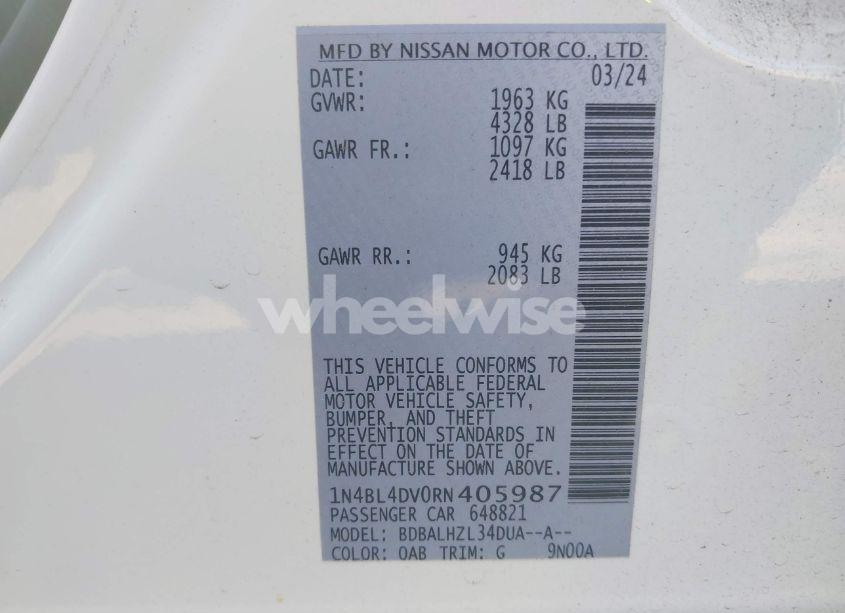 MFD BY NISSAN MOTOR CO., LTD.
DATE: 03/24
GVWR: 1963 KG
4328 LB
GAWR FR.: 1097 KG
2418 LB
GAWR RR.: 945 KG
2083 LB
wheelwise
THIS VEHICLE CONFORMS TO
ALL APPLICABLE FEDERAL
MOTOR VEHICLE SAFETY,
BUMPER, AND THEFT
PREVENTION STANDARDS IN
EFFECT ON THE DATE OF
MANUFACTURE SHOWN ABOVE.
1N4BL4DV0RN405987
PASSENGER CAR 648821
MODEL: BDBALHZL34DUA--A--
COLOR: OAB TRIM: G 9N00A